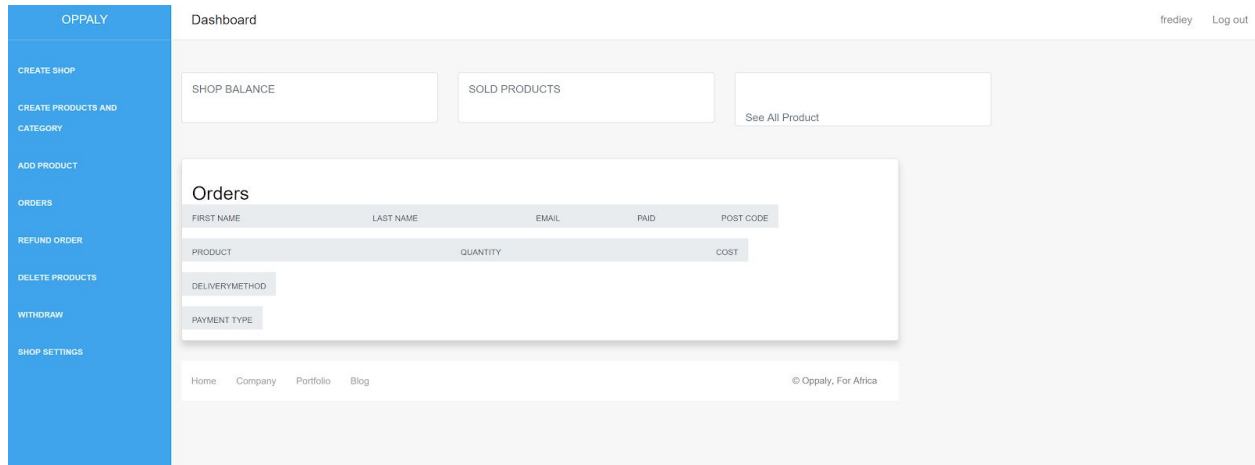 OPPALY
Dashboard
frediey Log out
CREATE SHOP
CREATE PRODUCTS AND
CATEGORY
ADD PRODUCT
ORDERS
REFUND ORDER
DELETE PRODUCTS
WITHDRAW
SHOP SETTINGS
SHOP BALANCE
SOLD PRODUCTS
See All Product
Orders
FIRST NAME LAST NAME EMAIL PAID POST CODE
PRODUCT QUANTITY COST
DELIVERYMETHOD
PAYMENT TYPE
Home Company Portfolio Blog
© Oppaly, For Africa